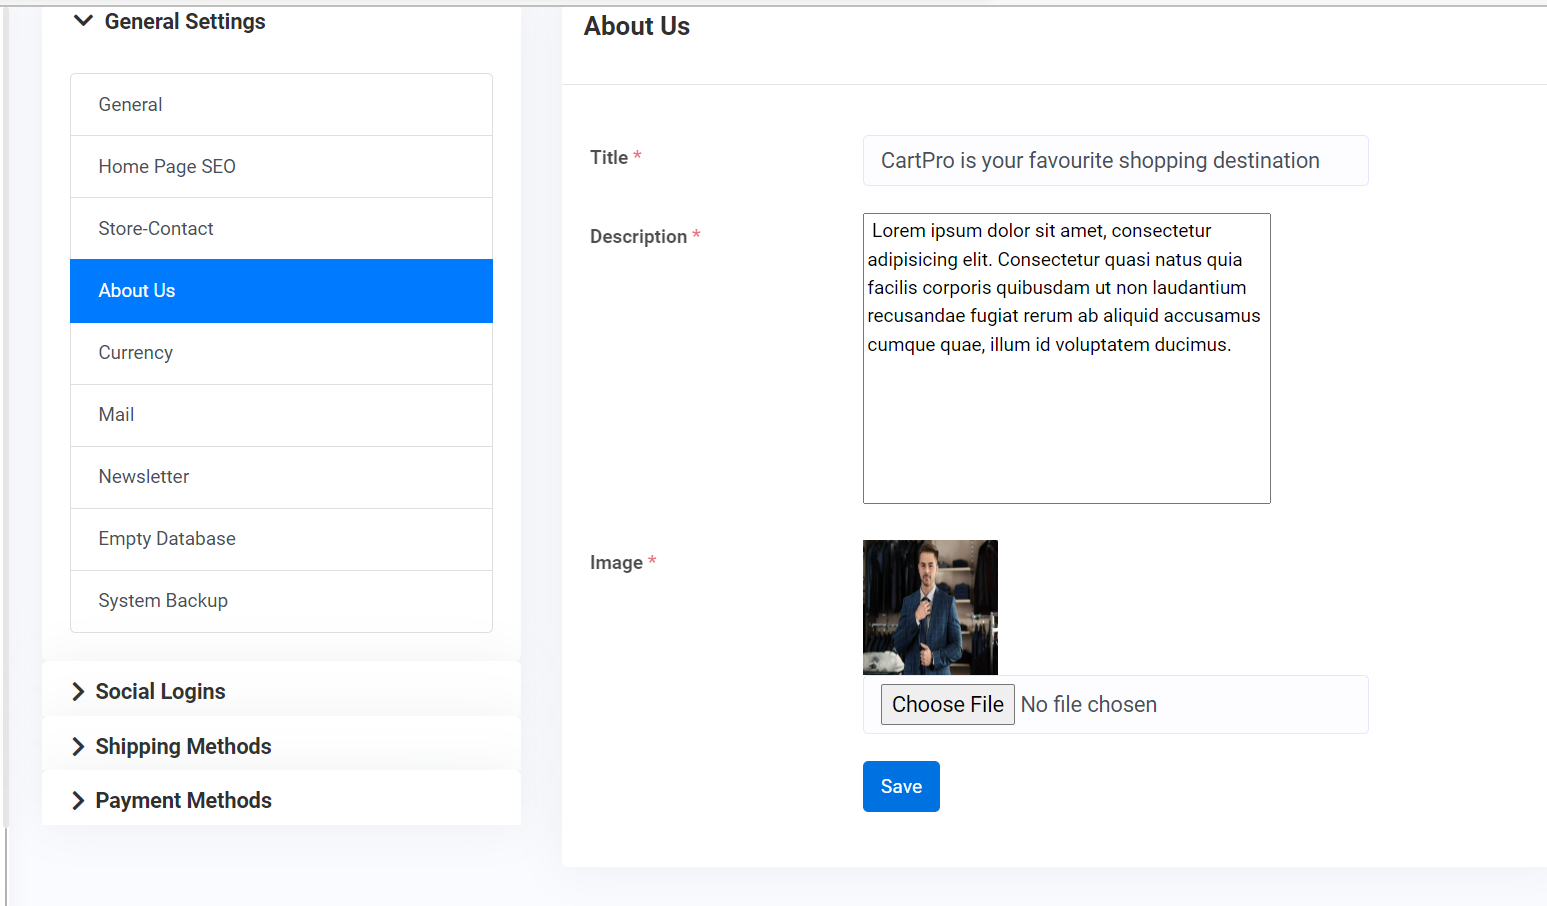 General Settings
General
Home Page SEO
Store-Contact
About Us
Currency
Mail
Newsletter
Empty Database
System Backup
Social Logins
Shipping Methods
Payment Methods
About Us
Title *
CartPro is your favourite shopping destination
Description *
Lorem ipsum dolor sit amet, consectetur
adipisicing elit. Consectetur quasi natus quia
facilis corporis quibusdam ut non laudantium
recusandae fugiat rerum ab aliquid accusamus
cumque quae, illum id voluptatem ducimus.
Image *
Choose File No file chosen
Save